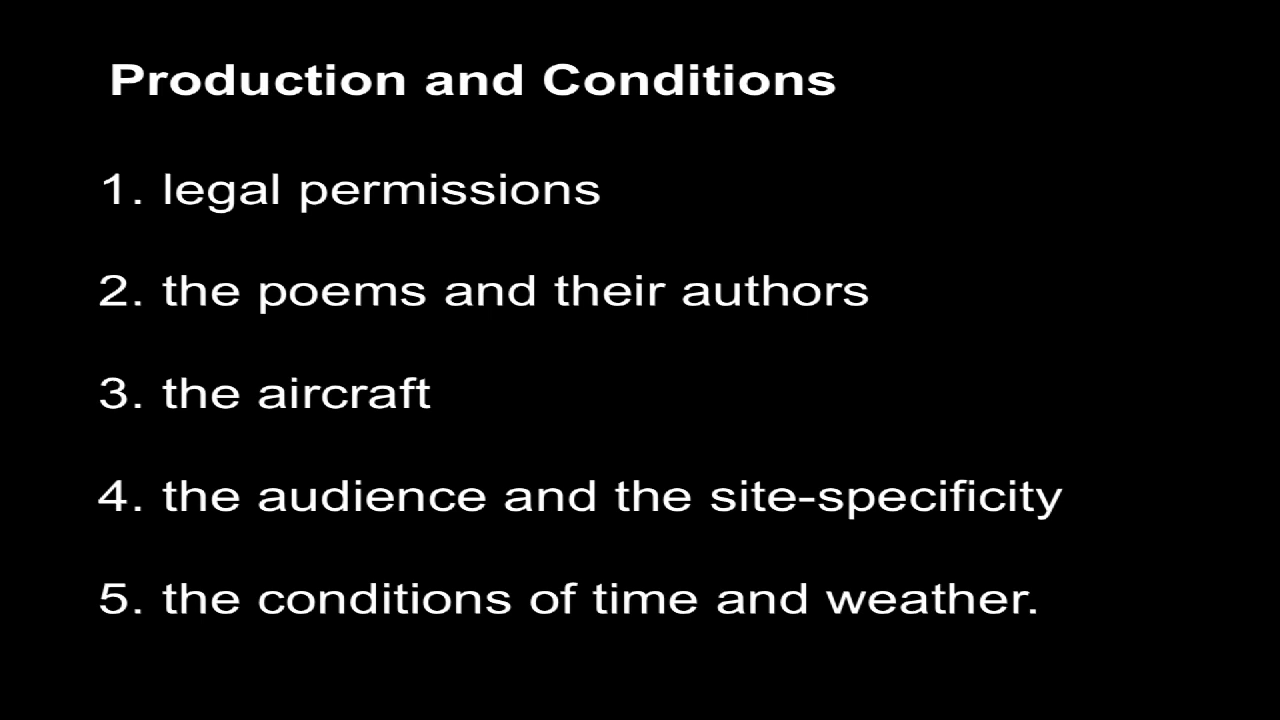 Production and Conditions
1. legal permissions
2. the poems and their authors
3. the aircraft
4. the audience and the site-specificity
5. the conditions of time and weather.